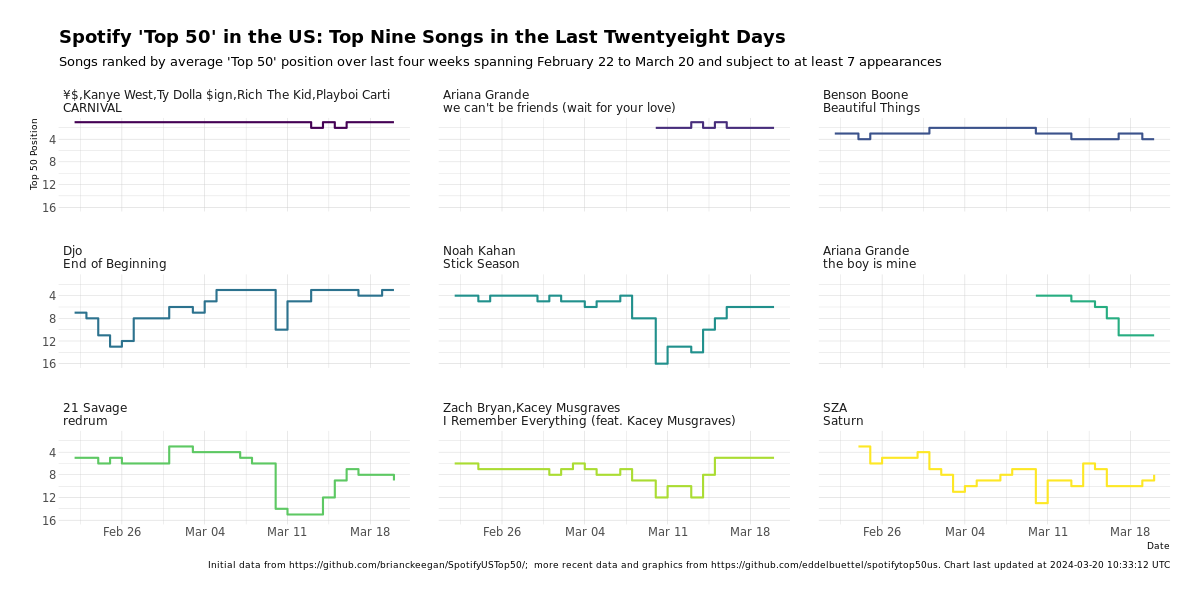 Spotify 'Top 50' in the US: Top Nine Songs in the Last Twentyeight Days
Songs ranked by average 'Top 50' position over last four weeks spanning February 22 to March 20 and subject to at least 7 appearances
¥$,Kanye West,Ty Dolla $ign,Rich The Kid,Playboi Carti
CARNIVAL
Ariana Grande
we can't be friends (wait for your love)
Benson Boone
Beautiful Things
Top 50 Position
4
8
12
16
Djo
End of Beginning
Noah Kahan
Stick Season
Ariana Grande
the boy is mine
4
8
12
16
21 Savage
redrum
Zach Bryan,Kacey Musgraves
I Remember Everything (feat. Kacey Musgraves)
SZA
Saturn
4
8
12
16
Feb 26 Mar 04 Mar 11 Mar 18
Feb 26 Mar 04 Mar 11 Mar 18
Feb 26 Mar 04 Mar 11 Mar 18
Date
Initial data from https://github.com/brianckeegan/SpotifyUSTop50/;  more recent data and graphics from https://github.com/eddelbuettel/spotifytop50us. Chart last updated at 2024-03-20 10:33:12 UTC